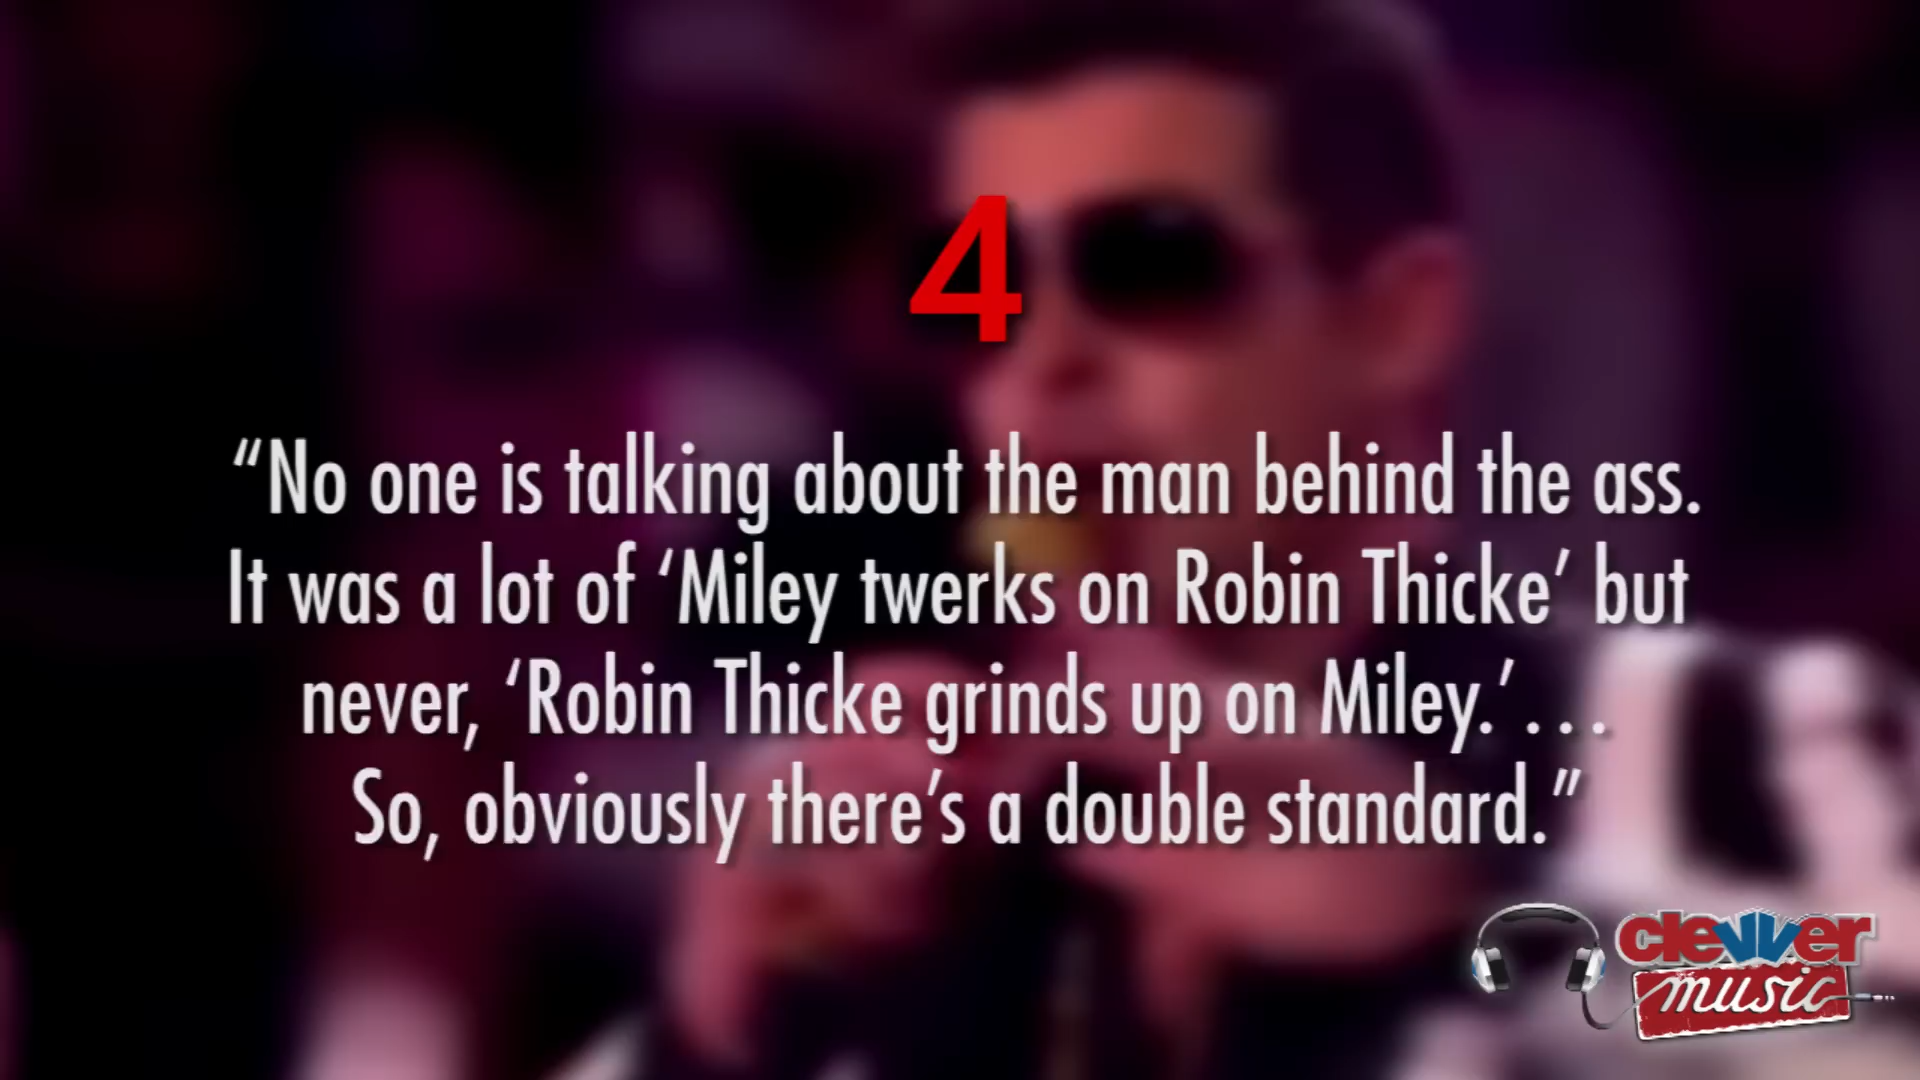 4
“No one is talking about the man behind the ass.
It was a lot of ‘Miley twerks on Robin Thicke’ but
never, ‘Robin Thicke grinds up on Miley.’ . . .
So, obviously there’s a double standard.”
clevver
music